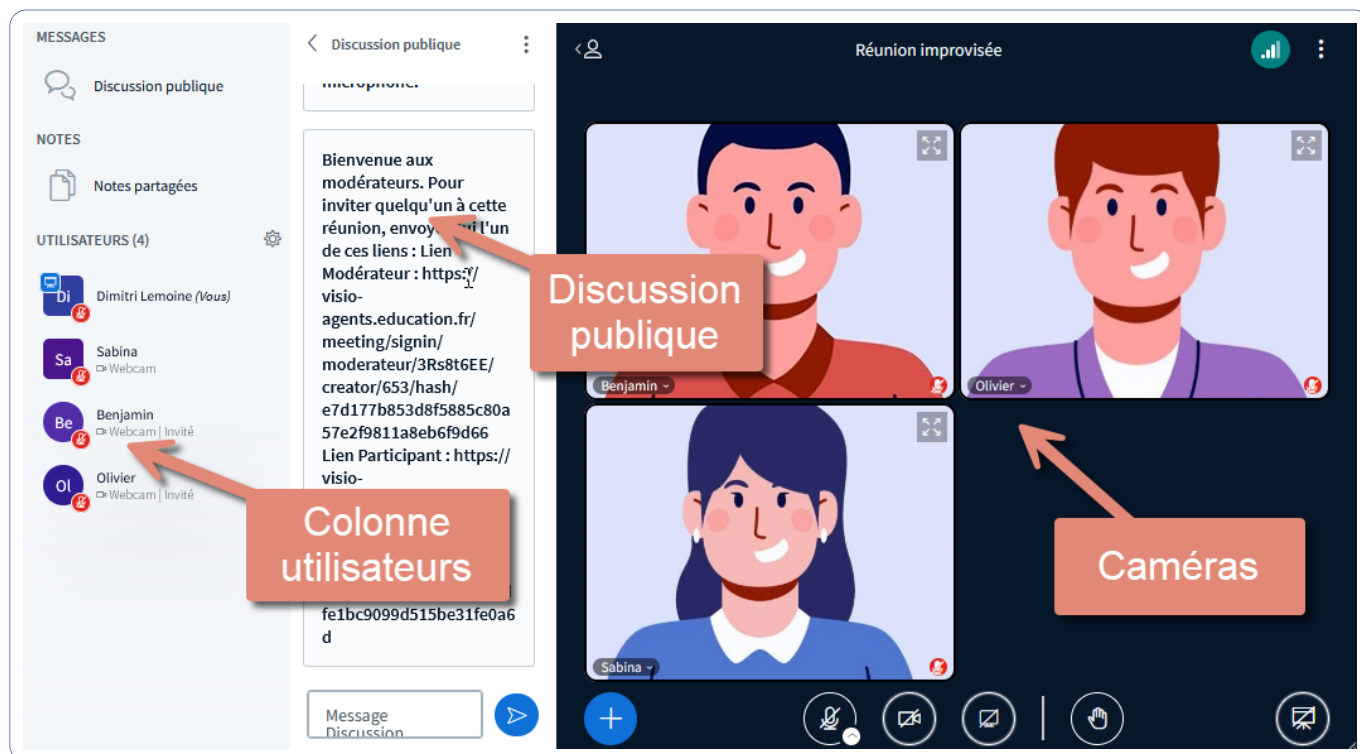 MESSAGES
Discussion publique
NOTES
Notes partagées
UTILISATEURS (4)
Di
Dimitri Lemoine (Vous)
Sa
Sabina
Webcam
Be
Benjamin
Webcam | Invité
Ol
Olivier
Webcam | Invité
Colonne
utilisateurs
Discussion publique
microphone.
Bienvenue aux
modérateurs. Pour
inviter quelqu'un à cette
réunion, l'un
de ces liens : Lien
Modérateur : https://
visio-
agents.education.fr/
meeting/signin/
moderateur/3Rs8t6EE/
creator/653/hash/
e7d177b853d8f5885c80a
57e2f9811a8eb6f9d66
Lien Participant : https://
visio-
fe1bc9099d515be31fe0a6
d
Message
Discussion
Discussion
publique
Réunion improvisée
Benjamin
Olivier
Sabina
Caméras